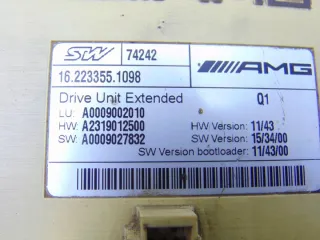 STW 74242
16.223355.1098 AMG
Drive Unit Extended Q1
LU: A0009002010
HW: A2319012500 HW Version: 11/43
SW: A0009027832 SW Version: 15/34/00
SW Version bootloader: 11/43/00